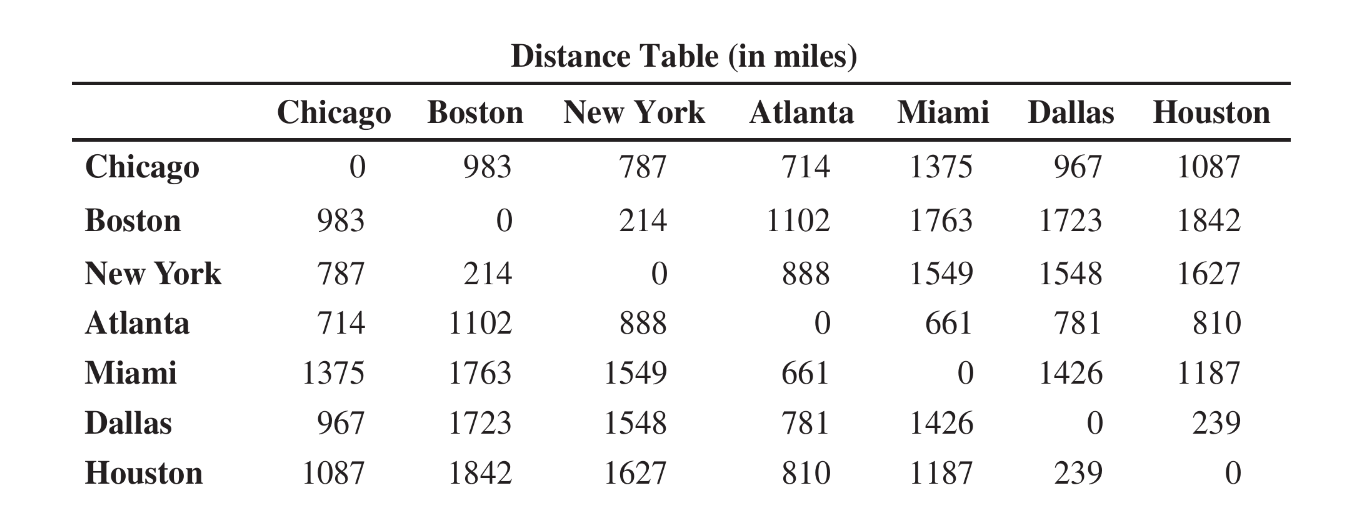 Distance Table (in miles)
Chicago Boston New York Atlanta Miami Dallas Houston
Chicago 0 983 787 714 1375 967 1087
Boston 983 0 214 1102 1763 1723 1842
New York 787 214 0 888 1549 1548 1627
Atlanta 714 1102 888 0 661 781 810
Miami 1375 1763 1549 661 0 1426 1187
Dallas 967 1723 1548 781 1426 0 239
Houston 1087 1842 1627 810 1187 239 0